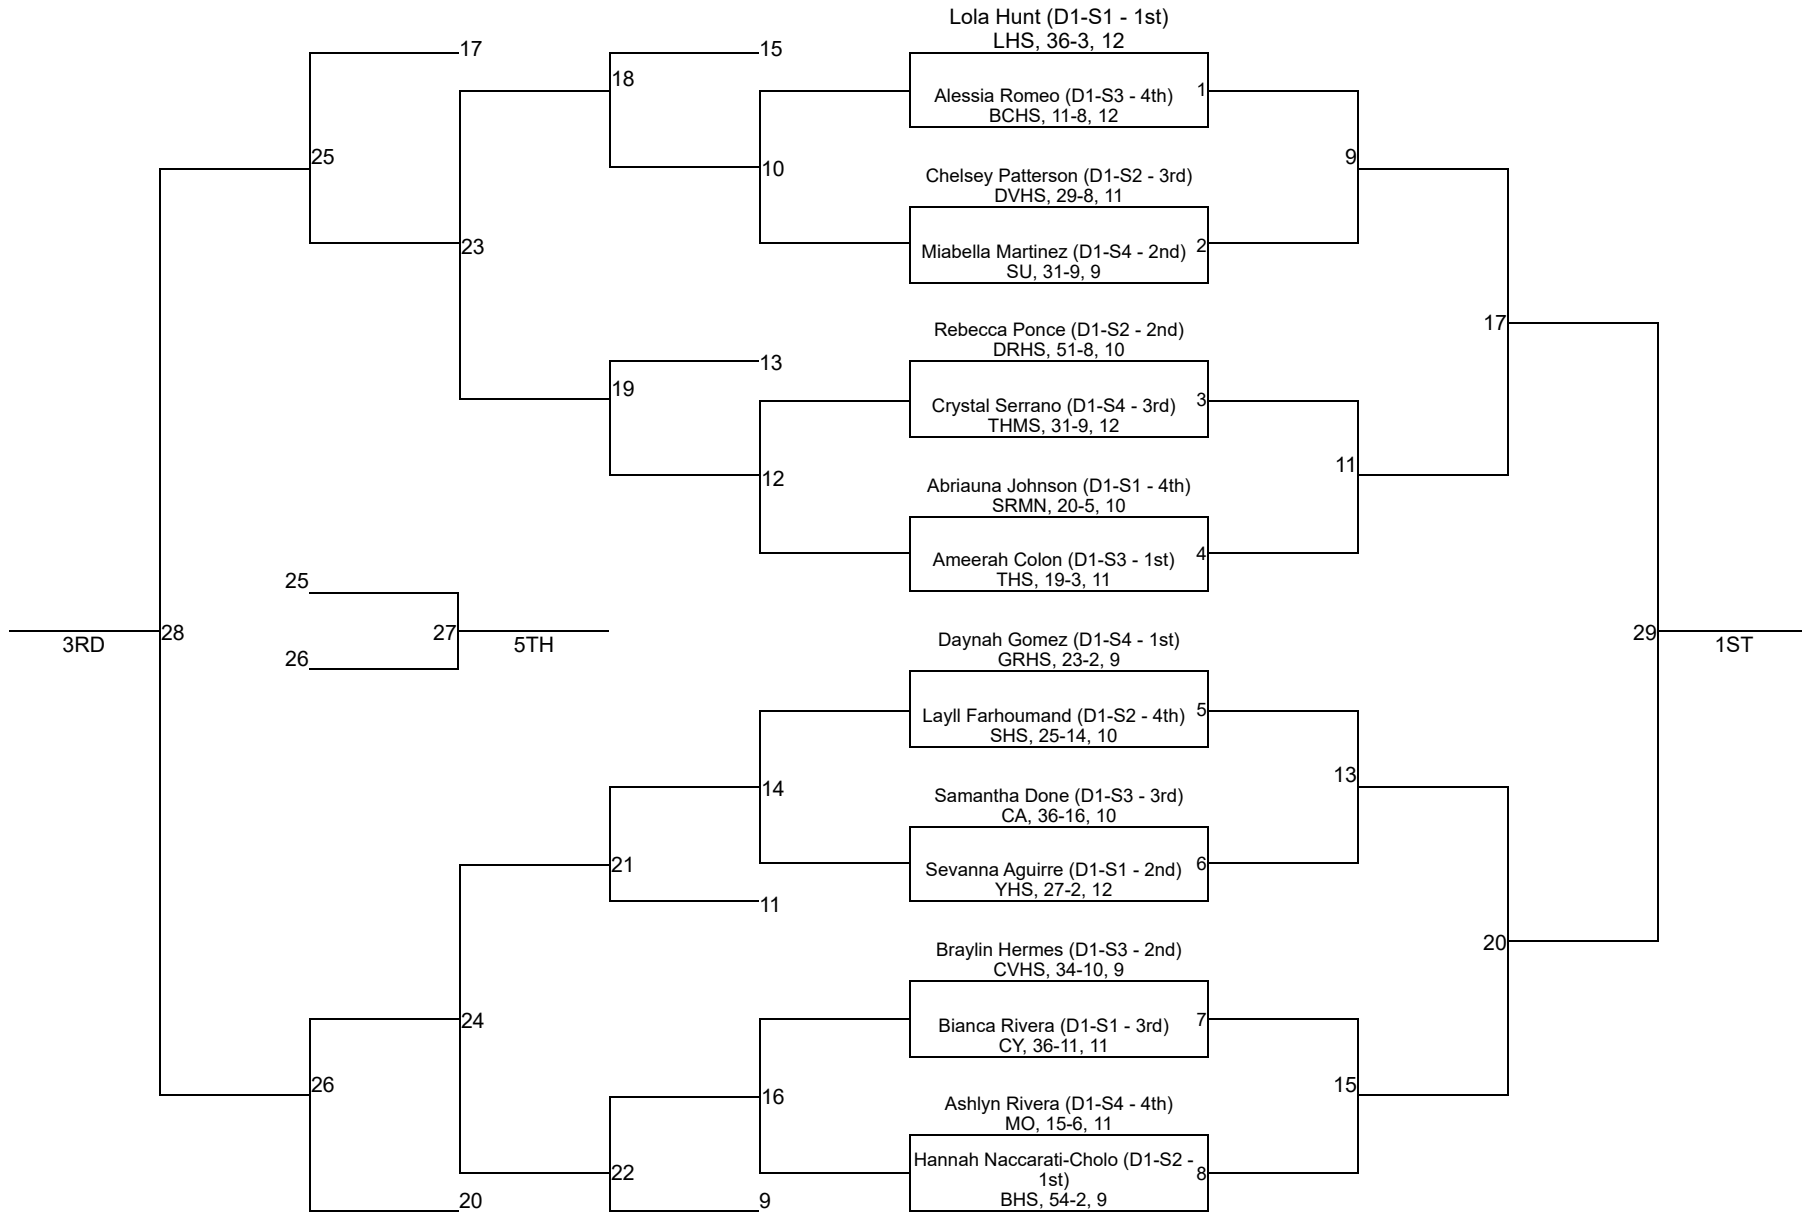 Lola Hunt (D1-S1 - 1st)
LHS, 36-3, 12
17
15
18
Alessia Romeo (D1-S3 - 4th)
BCHS, 11-8, 12
1
25
10
9
Chelsey Patterson (D1-S2 - 3rd)
DVHS, 29-8, 11
23
Miabella Martinez (D1-S4 - 2nd)
SU, 31-9, 9
2
Rebecca Ponce (D1-S2 - 2nd)
DRHS, 51-8, 10
17
13
19
Crystal Serrano (D1-S4 - 3rd)
THMS, 31-9, 12
3
12
11
Abriauna Johnson (D1-S1 - 4th)
SRMN, 20-5, 10
Ameerah Colon (D1-S3 - 1st)
THS, 19-3, 11
4
25
3RD
28
27
5TH
26
Daynah Gomez (D1-S4 - 1st)
GRHS, 23-2, 9
29
1ST
Layll Farhoumand (D1-S2 - 4th)
SHS, 25-14, 10
5
14
13
Samantha Done (D1-S3 - 3rd)
CA, 36-16, 10
21
Sevanna Aguirre (D1-S1 - 2nd)
YHS, 27-2, 12
6
11
Braylin Hermes (D1-S3 - 2nd)
CVHS, 34-10, 9
20
24
Bianca Rivera (D1-S1 - 3rd)
CY, 36-11, 11
7
26
16
15
Ashlyn Rivera (D1-S4 - 4th)
MO, 15-6, 11
22
Hannah Naccarati-Cholo (D1-S2 -
1st)
BHS, 54-2, 9
8
20
9